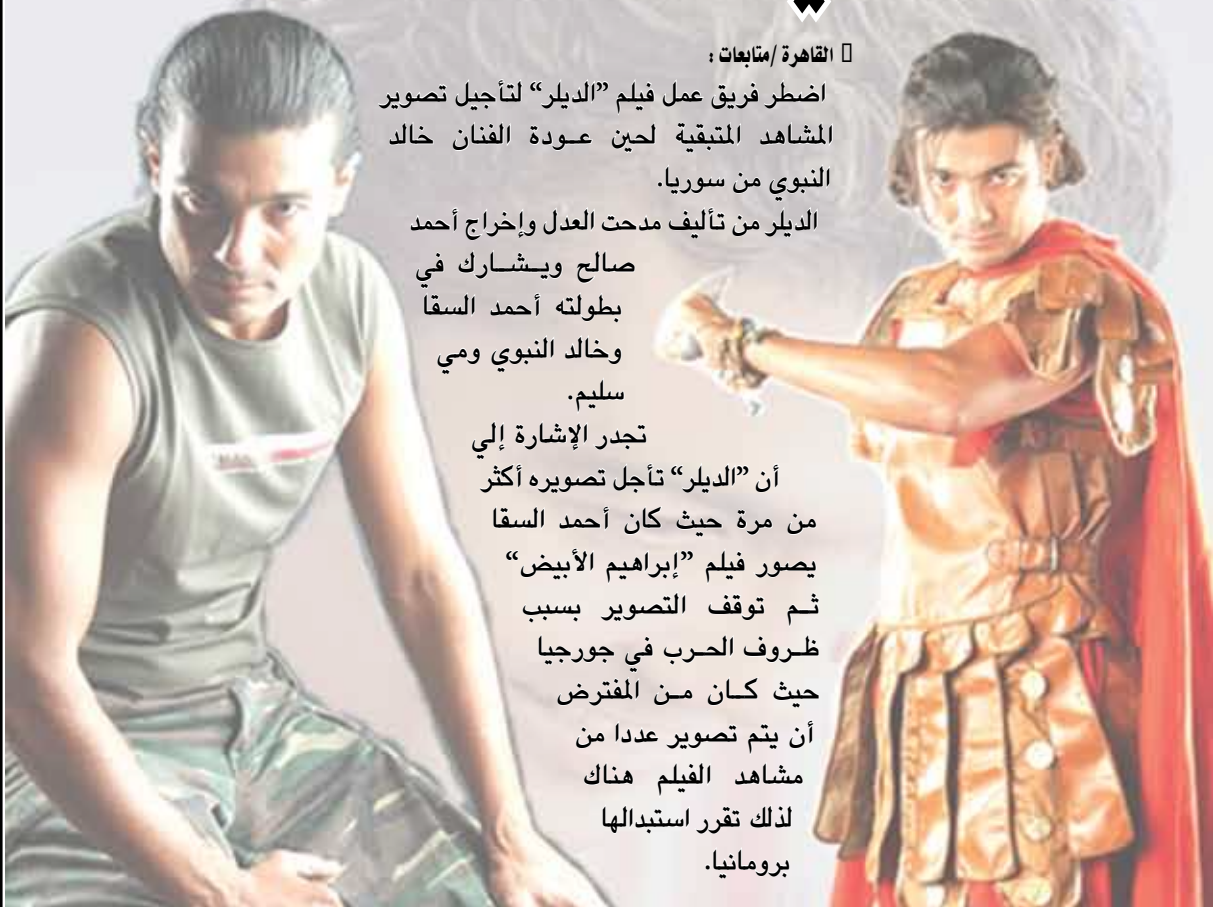 القاهرة /متابعات :
اضطر فريق عمل فيلم ”الديلر“ لتأجيل تصوير
المشاهد المتبقية لحين عودة الفنان خالد
النبوي من سوريا.
الديلر من تأليف مدحت العدل وإخراج أحمد
صالح ويشارك في
بطولته أحمد السقا
وخالد النبوي ومي
سليم.
تجدر الإشارة إلي
أن ”الديلر“ تأجل تصويره أكثر
من مرة حيث كان أحمد السقا
يصور فيلم ”إبراهيم الأبيض“
ثم توقف التصوير بسبب
ظروف الحرب في جورجيا
حيث كان من المفترض
أن يتم تصوير عددا من
مشاهد الفيلم هناك
لذلك تقرر استبدالها
برومانيا.